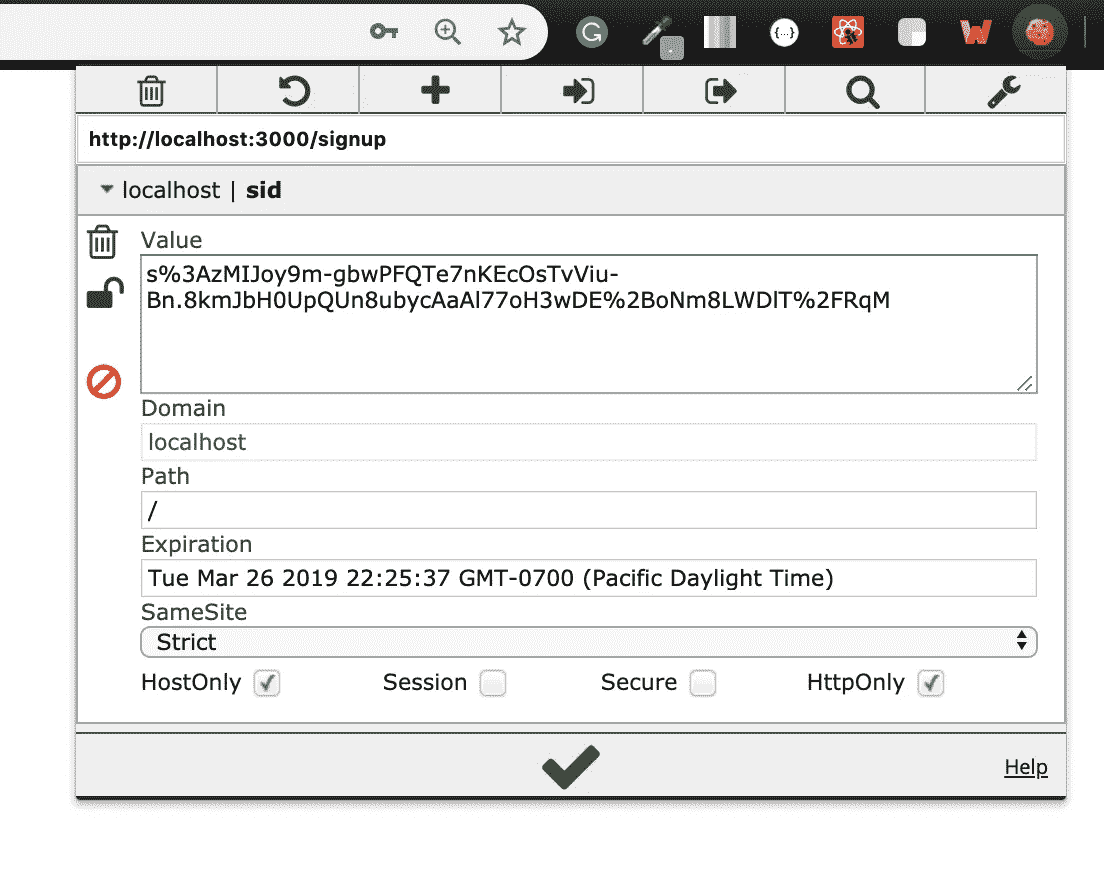 http://localhost:3000/signup
localhost | sid
Value
s%3AzMIJoy9m-gbwPFQTe7nKEcOsTvViu-
Bn.8kmJbH0UpQUn8ubycAaAl77oH3wDE%2BoNm8LWDlT%2FRqM
Domain
localhost
Path
/
Expiration
Tue Mar 26 2019 22:25:37 GMT-0700 (Pacific Daylight Time)
SameSite
Strict
HostOnly Session Secure HttpOnly
Help